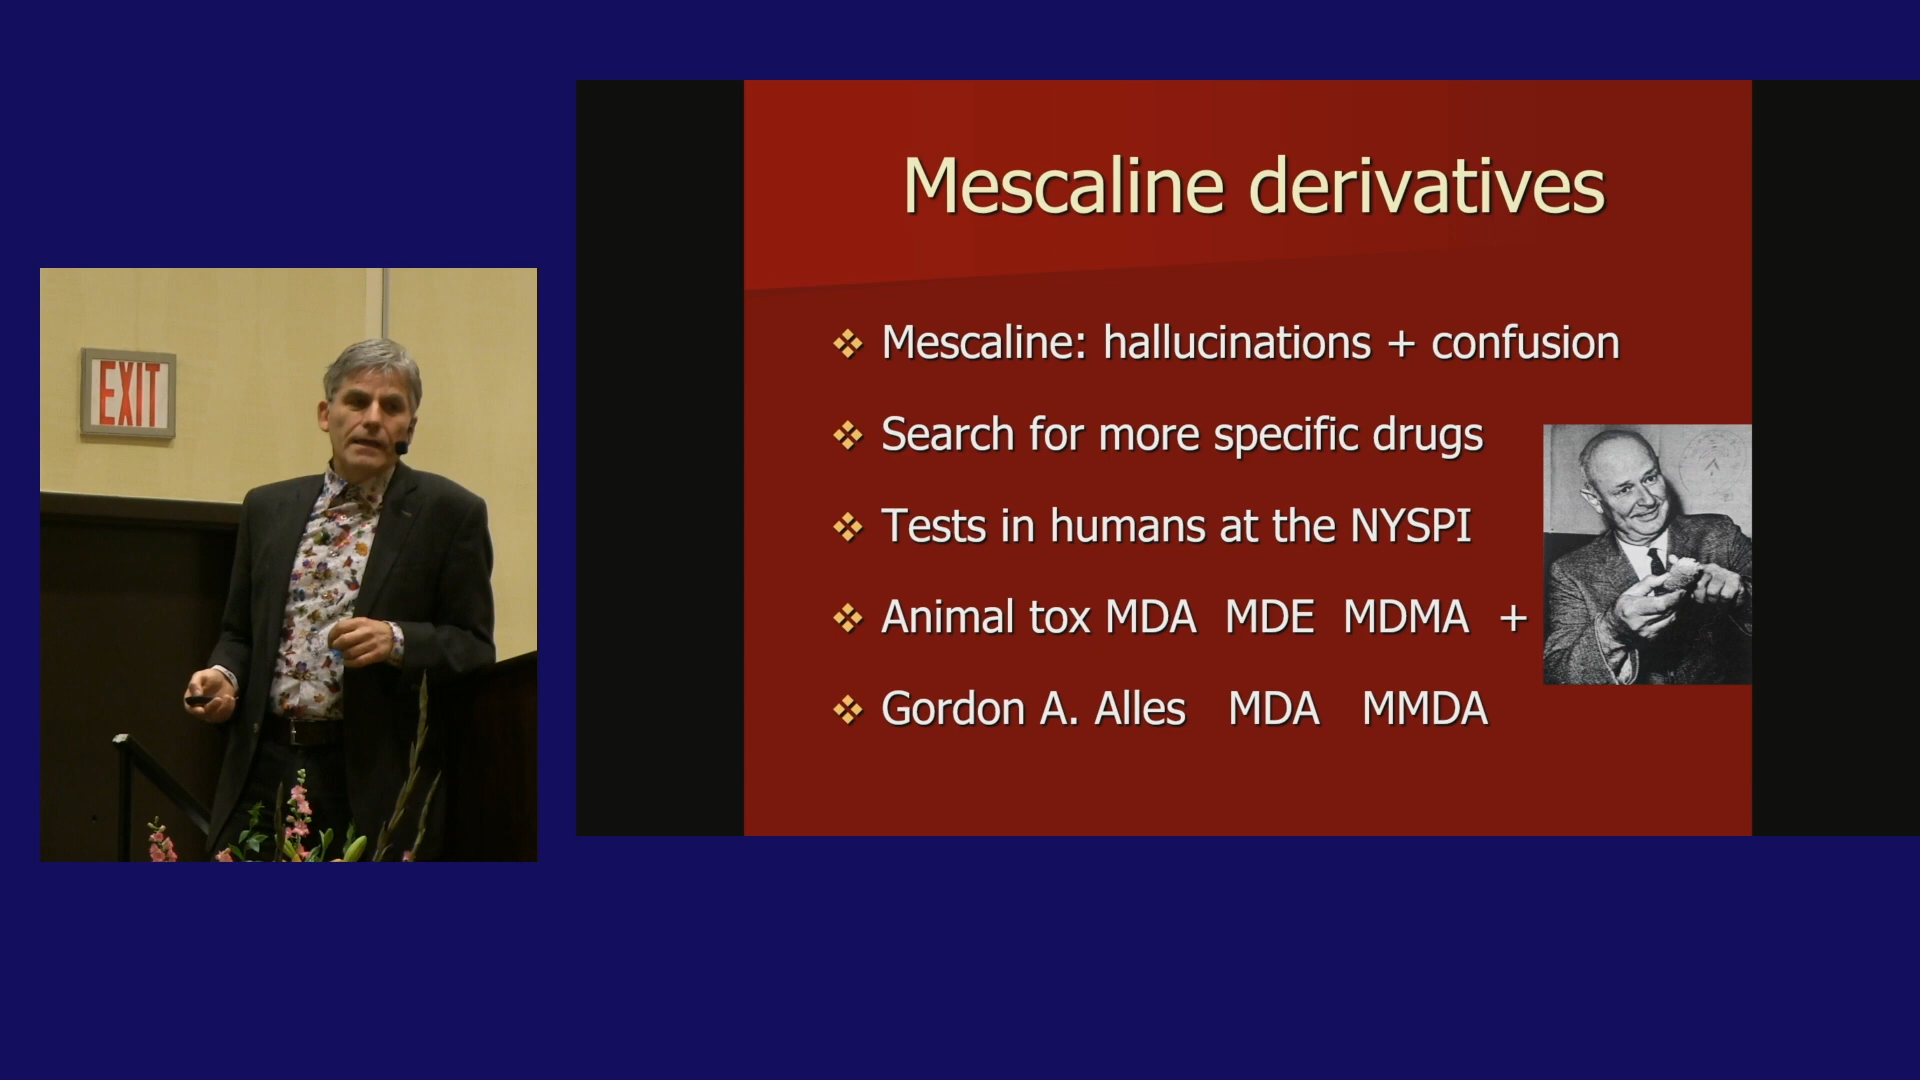 EXIT
Mescaline derivatives
Mescaline: hallucinations + confusion
Search for more specific drugs
Tests in humans at the NYSPI
Animal tox MDA MDE MDMA +
Gordon A. Alles MDA MMDA